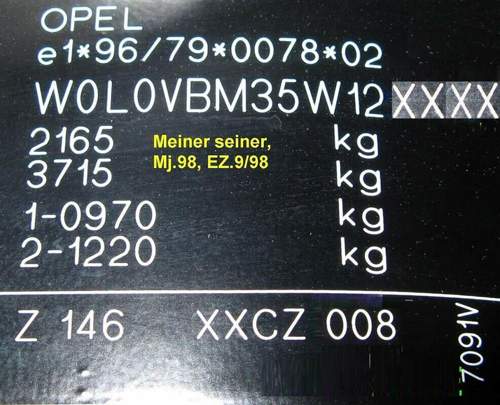 OPEL
e1*96/79*0078*02
W0L0VBM35W12XXXX
2165 kg
3715 kg
1-0970 kg
2-1220 kg
Meiner seiner,
Mj.98, EZ.9/98
Z 146 XXCZ 008
7091V